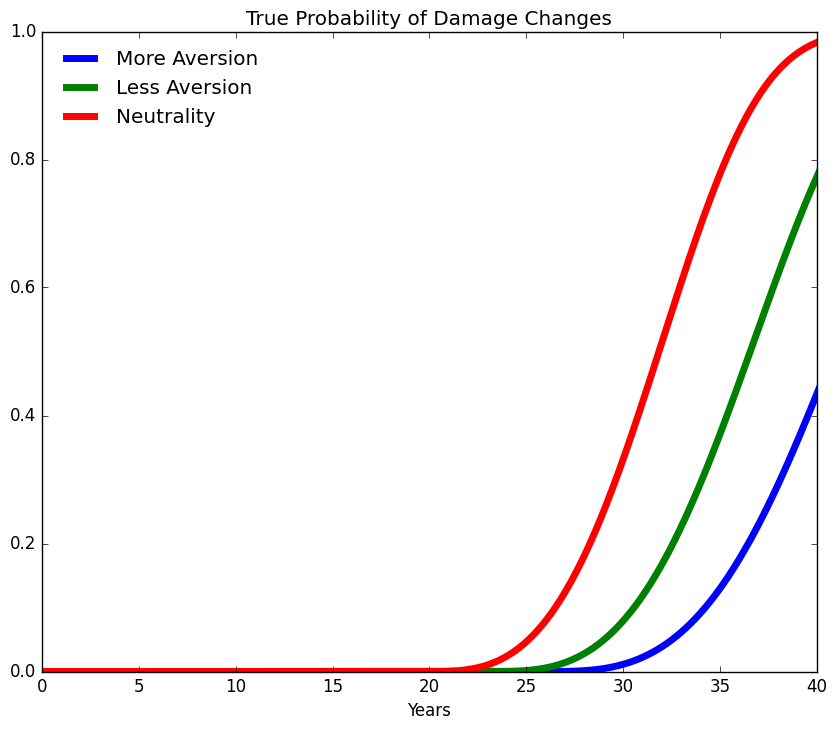 True Probability of Damage Changes
1.0
More Aversion
Less Aversion
Neutrality
0.8
0.6
0.4
0.2
0.0
0 5 10 15 20 25 30 35 40
Years